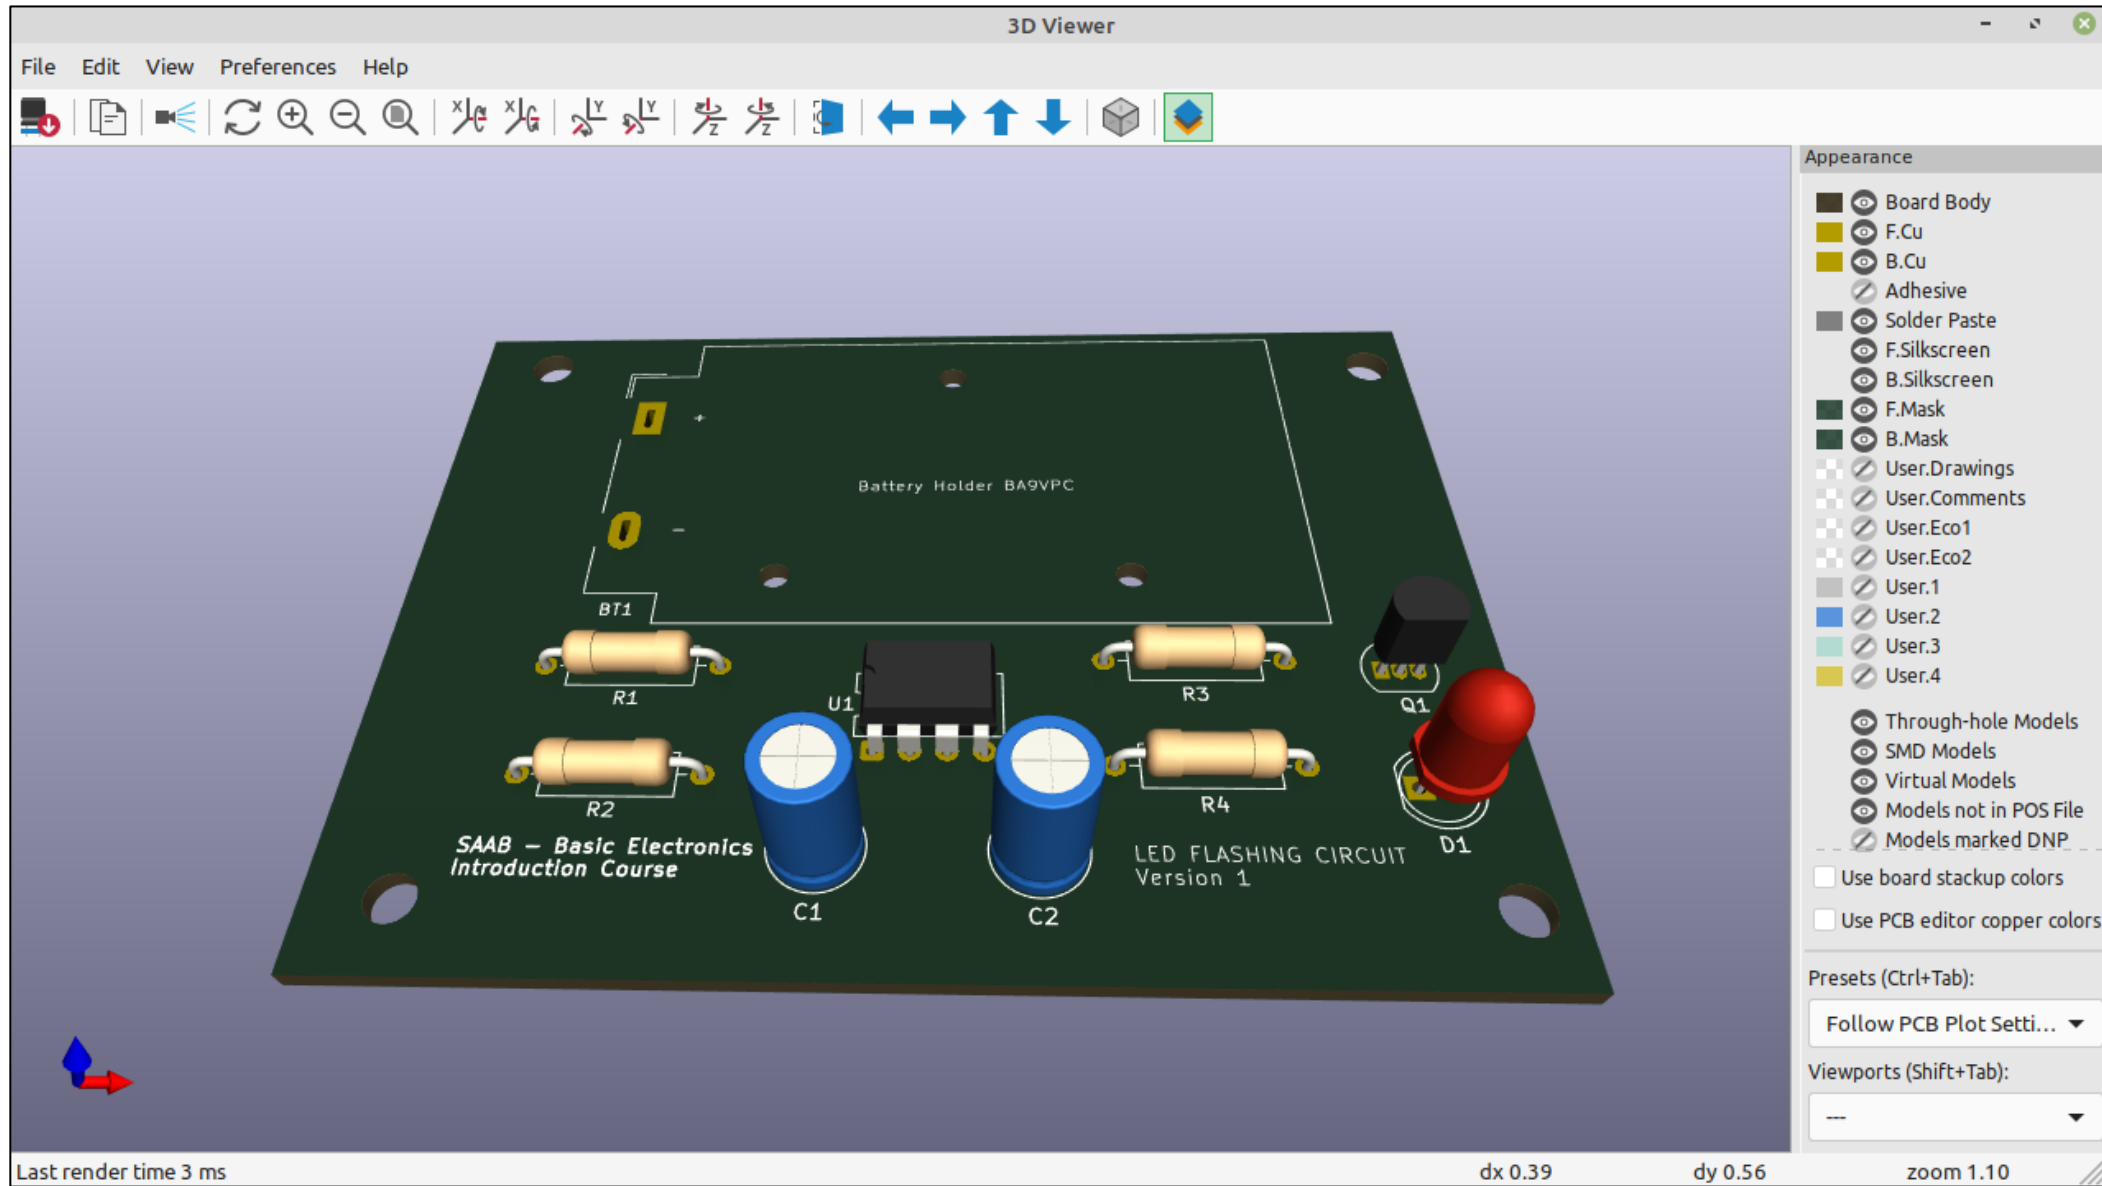 3D Viewer
File Edit View Preferences Help
Appearance
Board Body
F.Cu
B.Cu
Adhesive
Solder Paste
F.Silkscreen
B.Silkscreen
F.Mask
B.Mask
User.Drawings
User.Comments
User.Eco1
User.Eco2
User.1
User.2
User.3
User.4
Through-hole Models
SMD Models
Virtual Models
Models not in POS File
Models marked DNP
Use board stackup colors
Use PCB editor copper colors
Presets (Ctrl+Tab):
Follow PCB Plot Setti...
Viewports (Shift+Tab):
---
+
Battery Holder BA9VPC
-
BT1
R1
U1
R3
Q1
R2
R4
D1
SAAB - Basic Electronics
Introduction Course
LED FLASHING CIRCUIT
Version 1
C1
C2
X X Y Y Z Z
Last render time 3 ms dx 0.39 dy 0.56 zoom 1.10